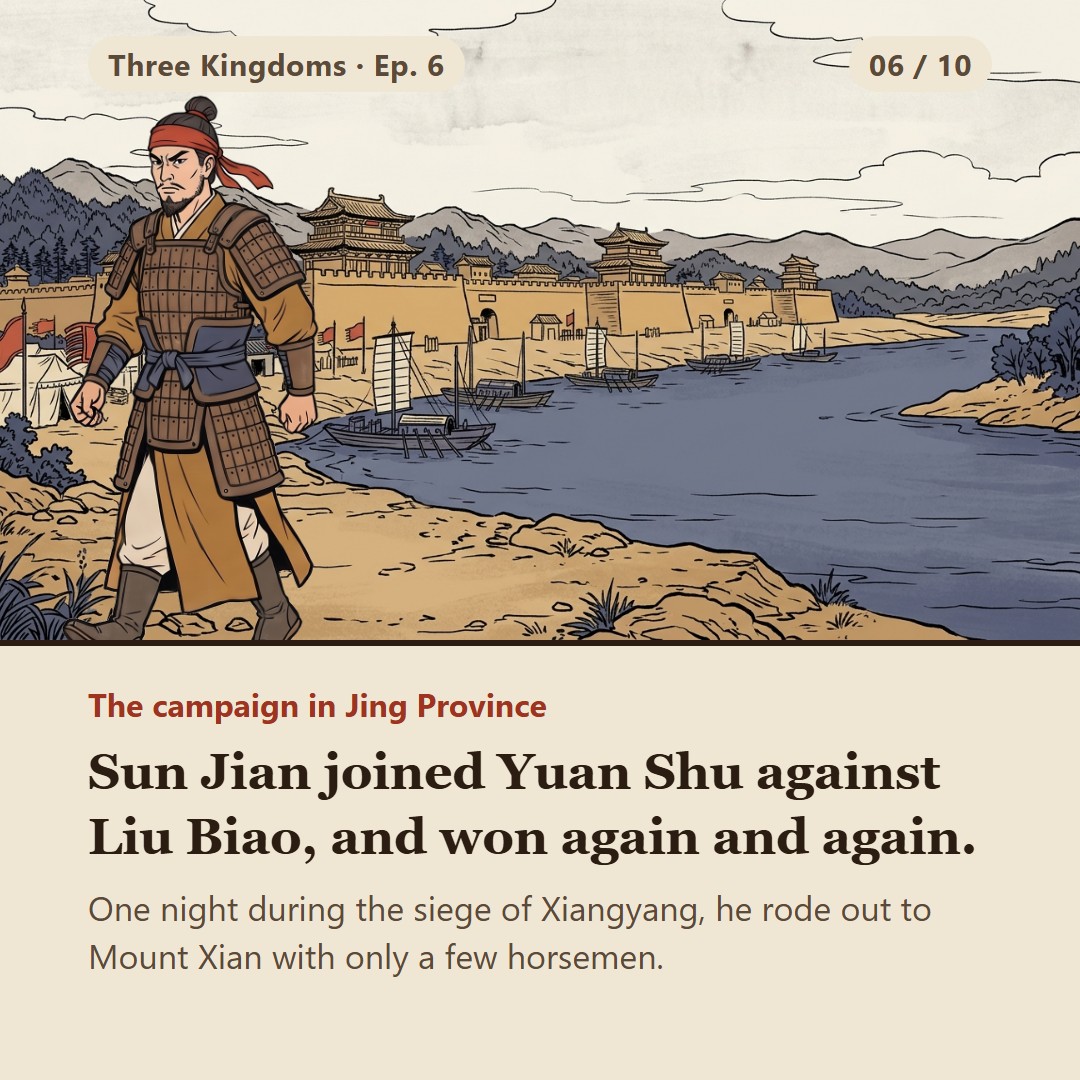 Three Kingdoms · Ep. 6
06 / 10
The campaign in Jing Province
Sun Jian joined Yuan Shu against
Liu Biao, and won again and again.
One night during the siege of Xiangyang, he rode out to
Mount Xian with only a few horsemen.